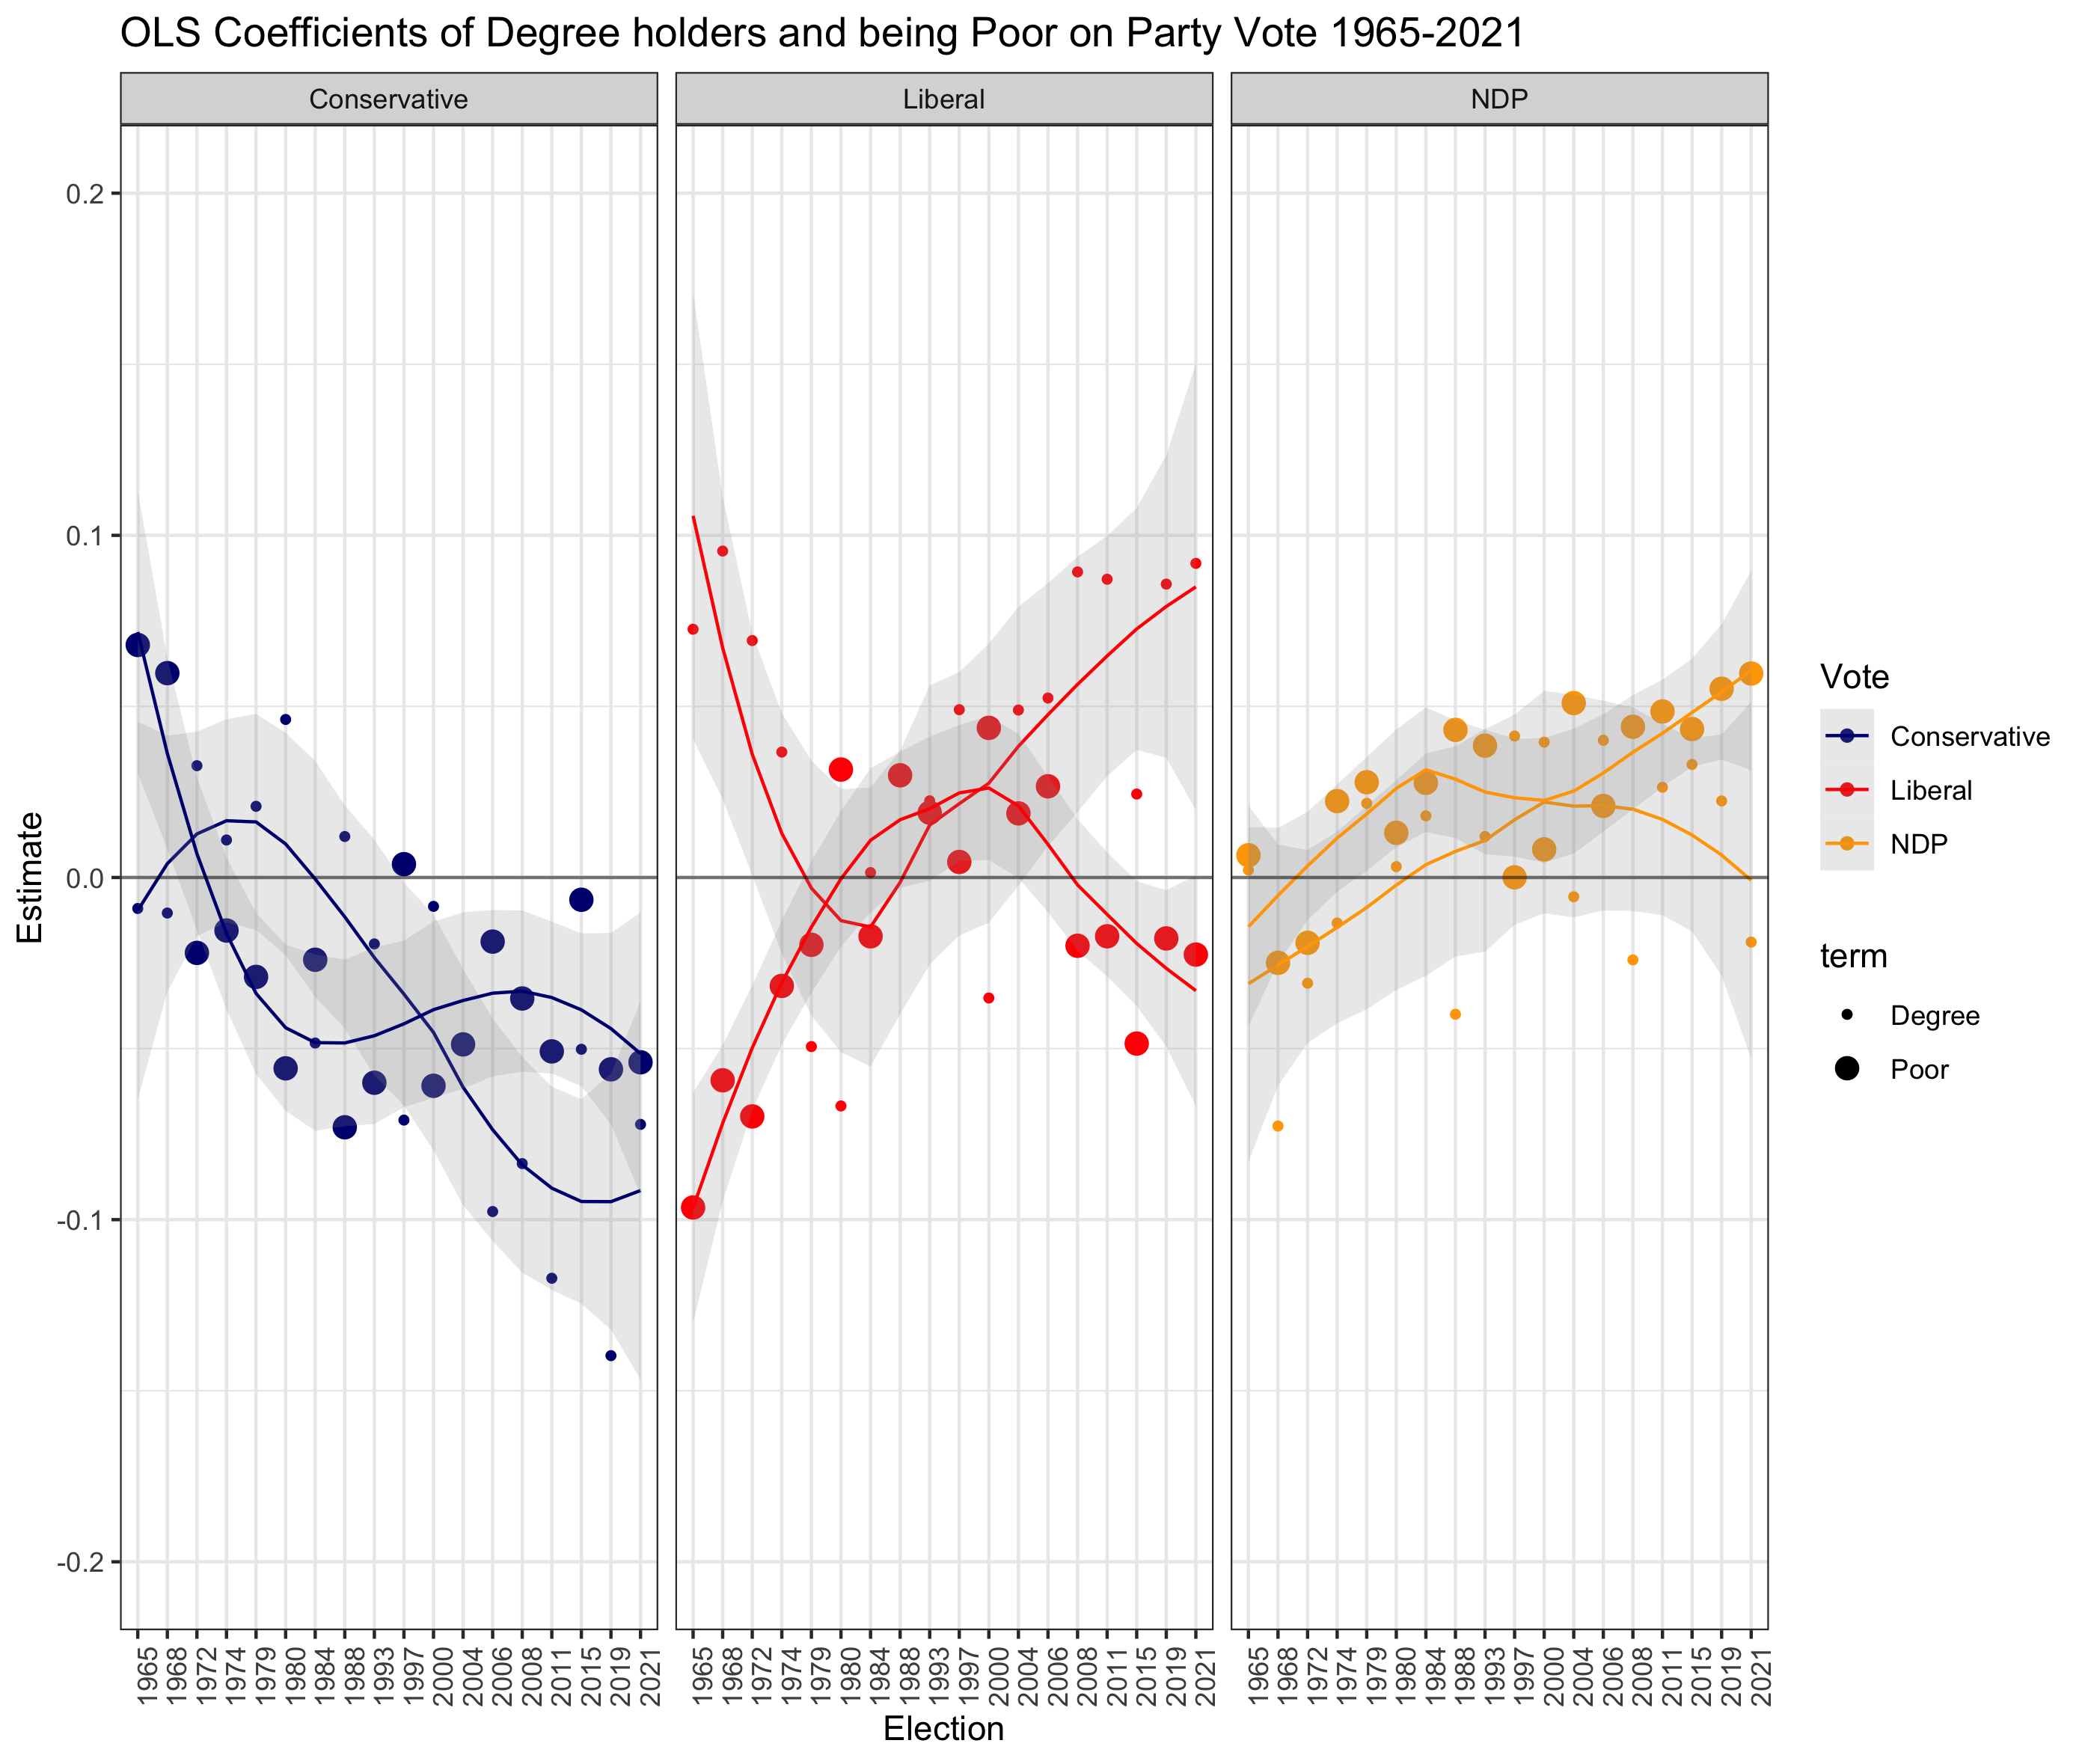 OLS Coefficients of Degree holders and being Poor on Party Vote 1965-2021
Conservative
Liberal
NDP
Estimate
0.2
0.1
0.0
-0.1
-0.2
1965 1968 1972 1974 1979 1980 1984 1988 1993 1997 2000 2004 2006 2008 2011 2015 2019 2021
1965 1968 1972 1974 1979 1980 1984 1988 1993 1997 2000 2004 2006 2008 2011 2015 2019 2021
1965 1968 1972 1974 1979 1980 1984 1988 1993 1997 2000 2004 2006 2008 2011 2015 2019 2021
Election
Vote
Conservative
Liberal
NDP
term
Degree
Poor